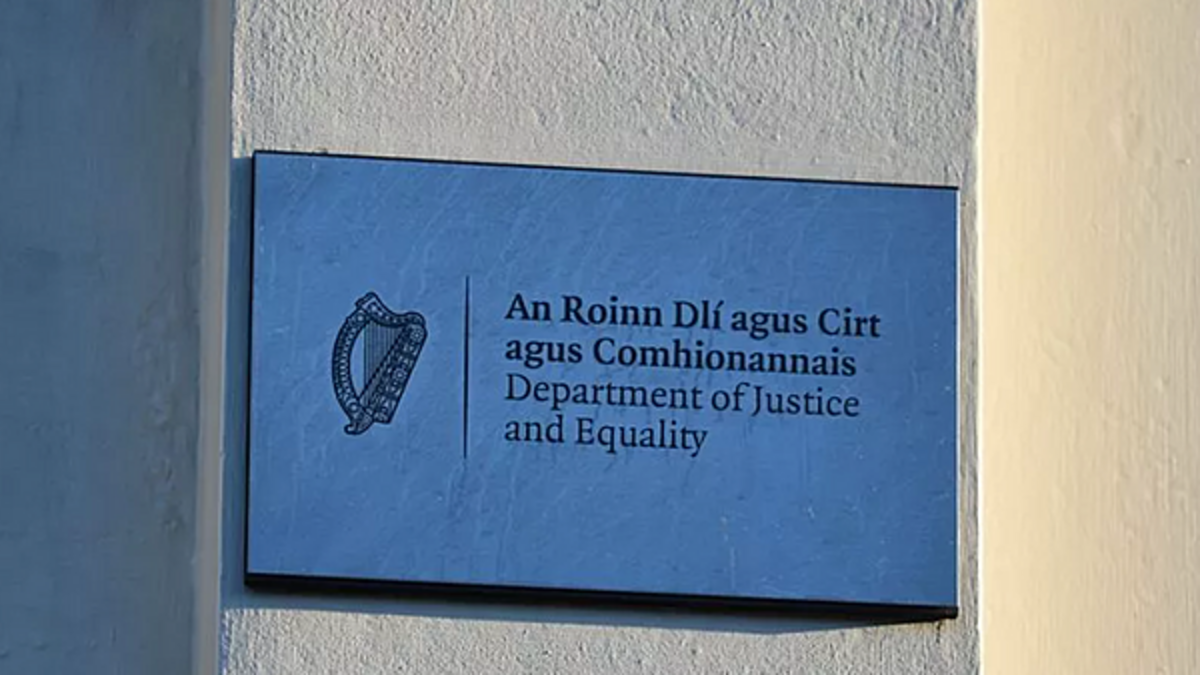 An Roinn Dlí agus Cirt
agus Comhionannais
Department of Justice
and Equality